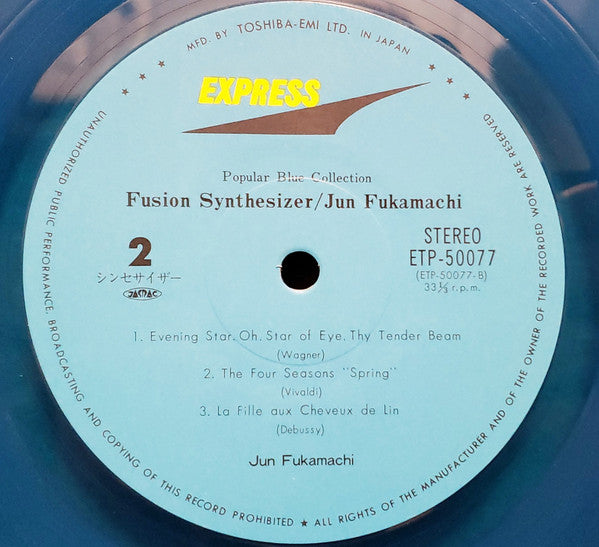 MFD. BY TOSHIBA-EMI LTD. IN JAPAN
★ ★ ★
★ ★ ★
EXPRESS
Popular Blue Collection
Fusion Synthesizer/Jun Fukamachi
2
シンセサイザー
JASRAC
STEREO
ETP-50077
(ETP-50077-B)
33⅓ r.p.m.
1. Evening Star. Oh. Star of Eye. Thy Tender Beam
(Wagner)
2. The Four Seasons "Spring"
(Vivaldi)
3. La Fille aux Cheveux de Lin
(Debussy)
Jun Fukamachi
UNAUTHORIZED PUBLIC PERFORMANCE, BROADCASTING AND COPYING OF THIS RECORD PROHIBITED ★ ALL RIGHTS OF THE MANUFACTURER AND OF THE OWNER OF THE RECORDED WORK ARE RESERVED